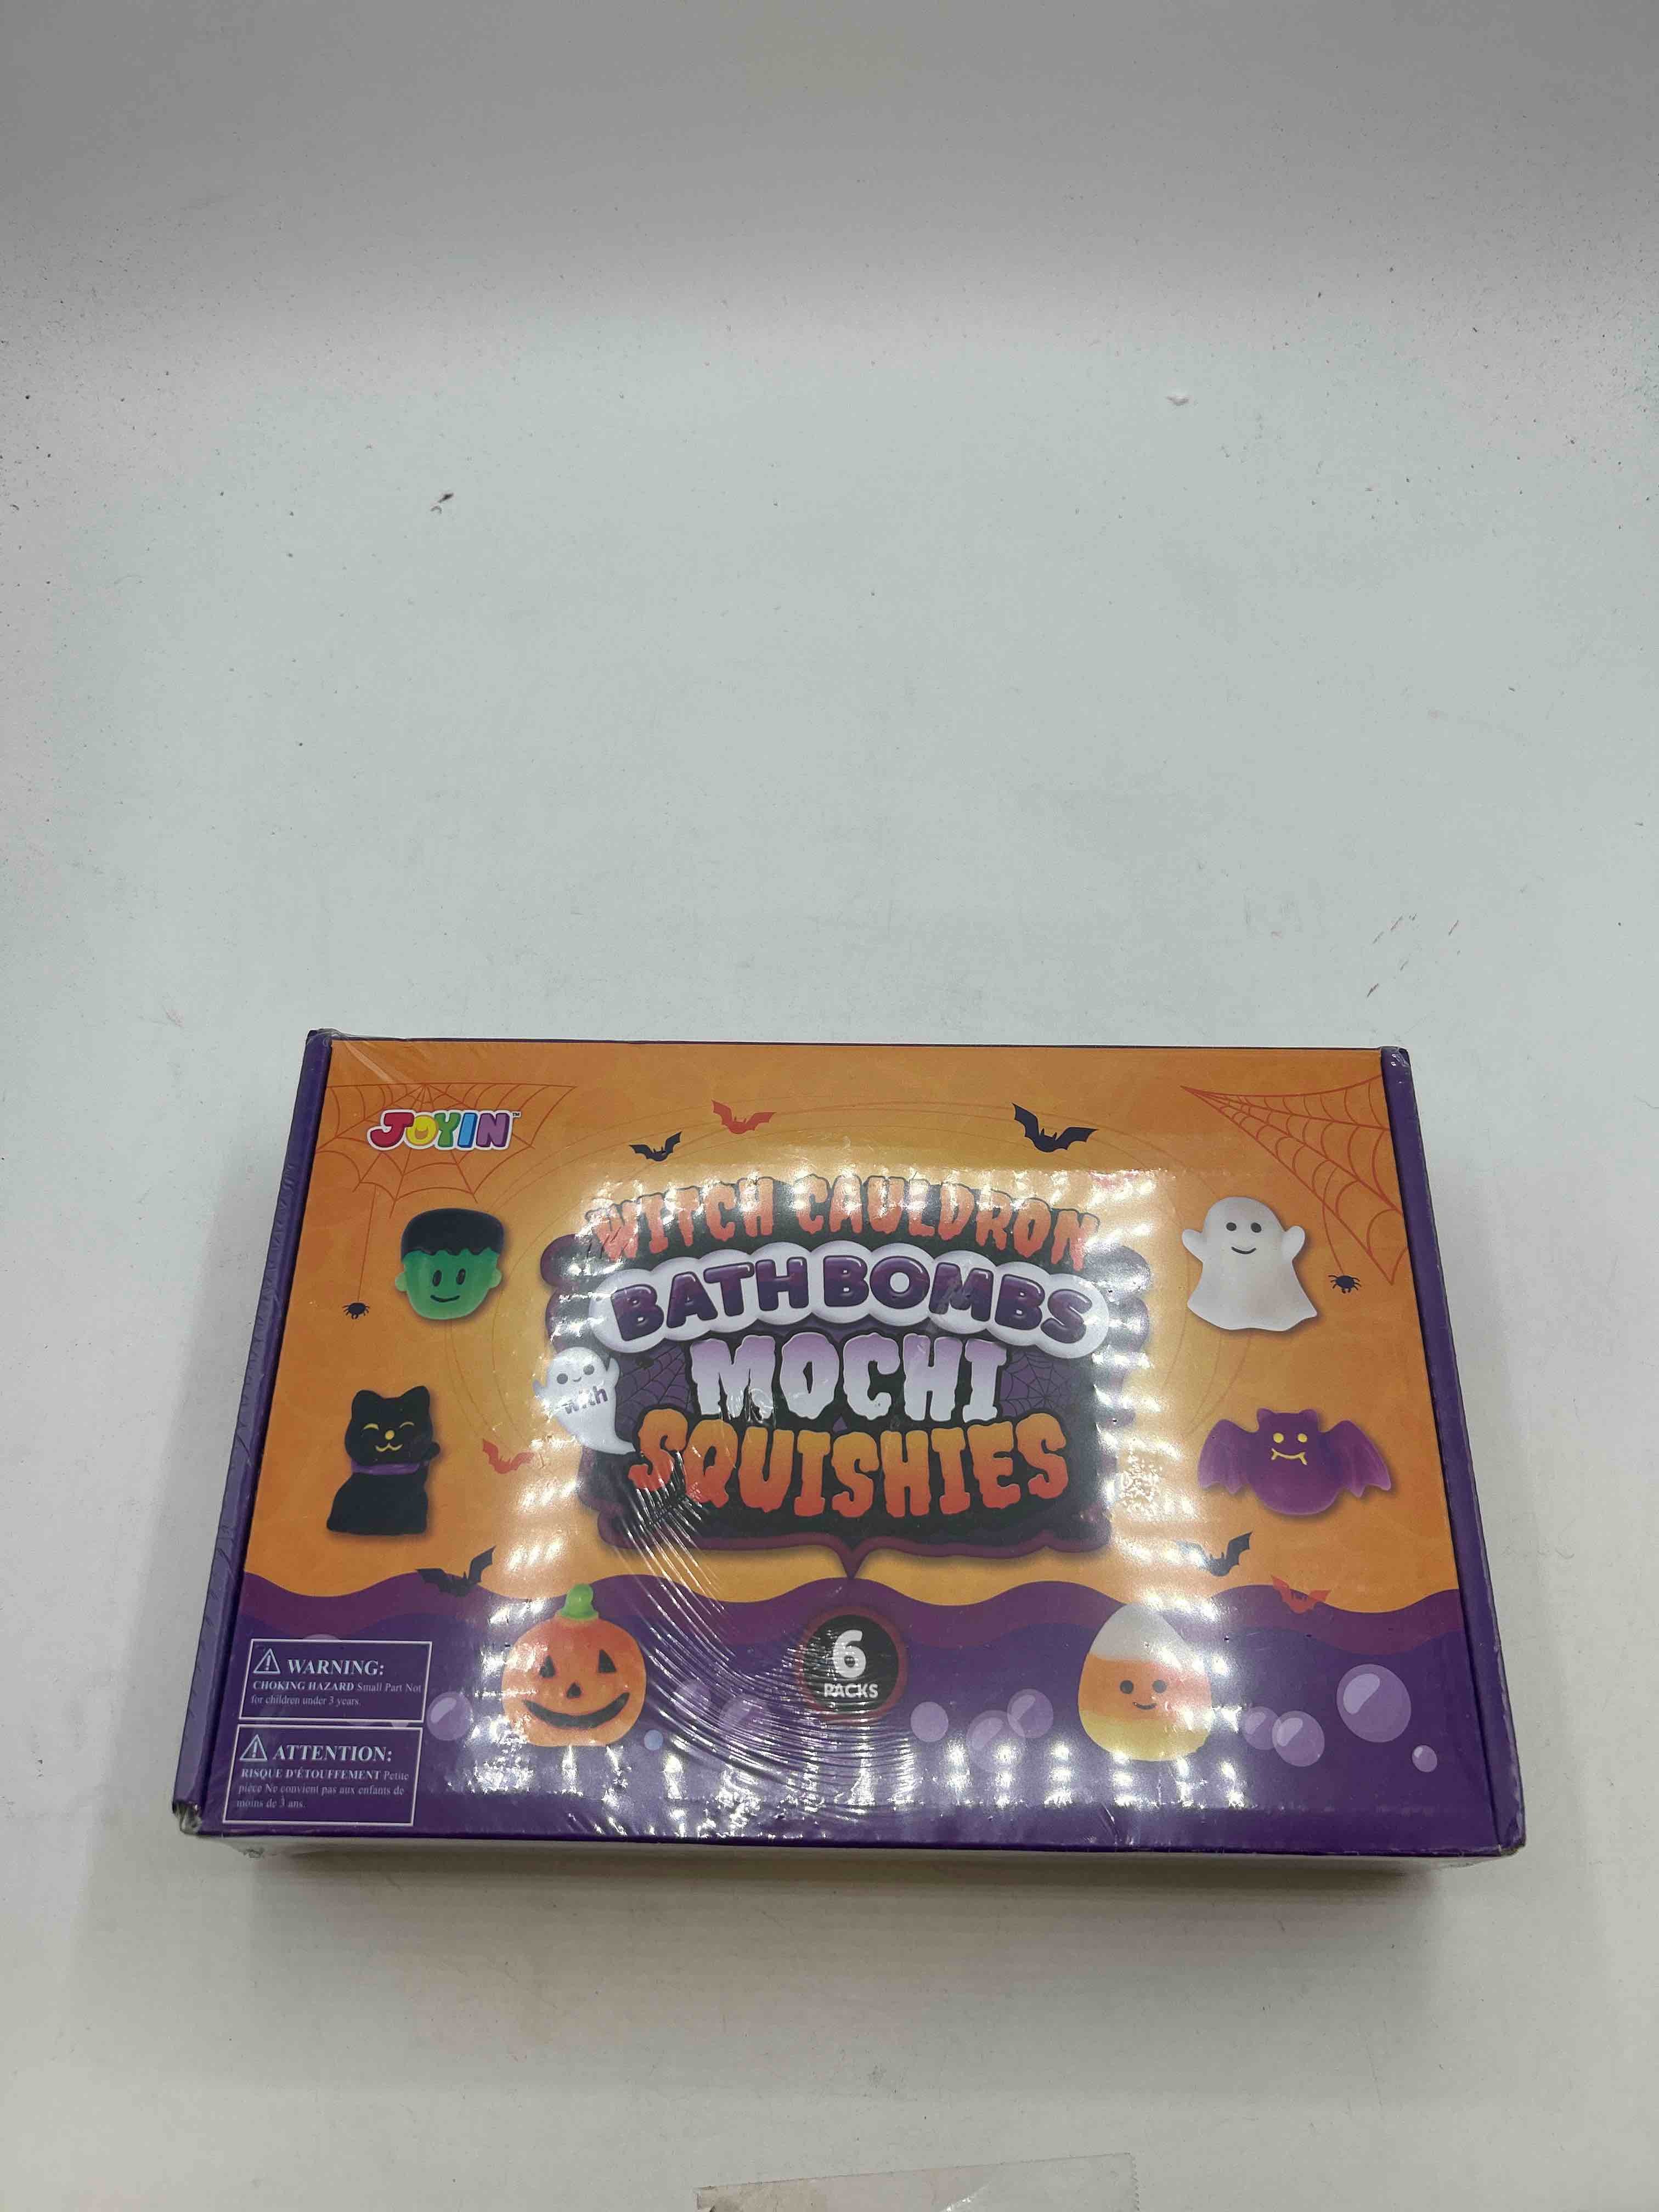 JOYIN™
WITCH CAULDRON
BATH BOMBS
with
MOCHI
SQUISHIES
6
PACKS
WARNING:
CHOKING HAZARD Small Part Not
for children under 3 years.
ATTENTION:
RISQUE D'ÉTOUFFEMENT Petite
pièce Ne convient pas aux enfants de
moins de 3 ans.